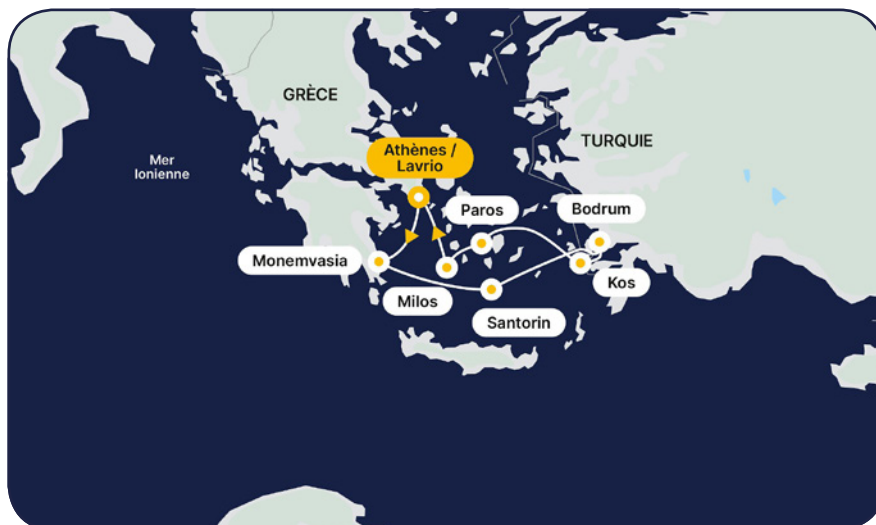 GRÈCE
Athènes /
Lavrio
TURQUIE
Mer
Ionienne
Paros
Bodrum
Monemvasia
Milos
Kos
Santorin